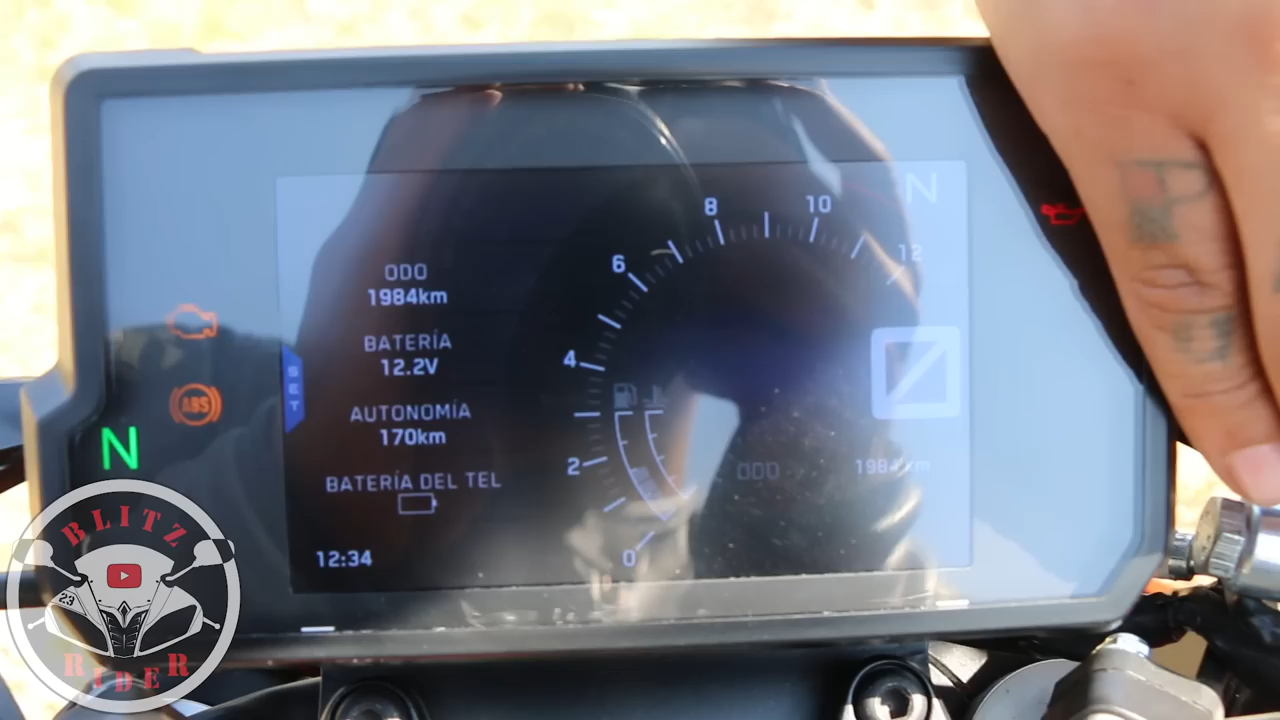 ODO
1984km
BATERÍA
12.2V
AUTONOMÍA
170km
BATERÍA DEL TEL
12:34
SET
ABS
N
0
2
4
6
8
10
12
N
ODO
BLITZ
23
RIDER